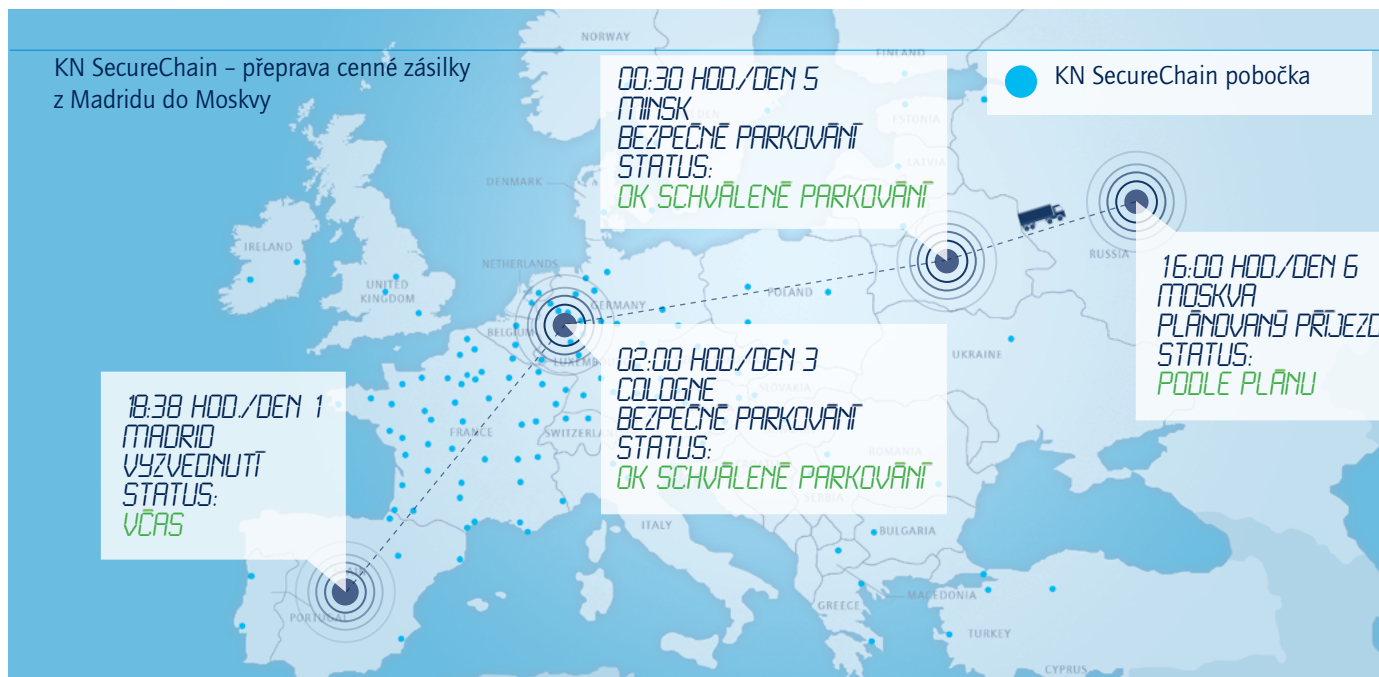 KN SecureChain – přeprava cenné zásilky
z Madridu do Moskvy
KN SecureChain pobočka
00:30 HOD./DEN 5
MINSK
BEZPEČNÉ PARKOVÁNÍ
STATUS:
OK SCHVÁLENÉ PARKOVÁNÍ
16:00 HOD./DEN 6
MOSKVA
PLÁNOVANÝ PŘÍJEZD
STATUS:
PODLE PLÁNU
02:00 HOD./DEN 3
COLOGNE
BEZPEČNÉ PARKOVÁNÍ
STATUS:
OK SCHVÁLENÉ PARKOVÁNÍ
18:38 HOD./DEN 1
MADRID
VYZVEDNUTÍ
STATUS:
VČAS
NORWAY
FINLAND
ESTONIA
LATVIA
DENMARK
IRELAND
UNITED
KINGDOM
NETHERLANDS
GERMANY
POLAND
RUSSIA
BELGIUM
UKRAINE
SLOVAKIA
FRANCE
ROMANIA
SERBIA
ITALY
BULGARIA
PORTUGAL
MACEDONIA
GREECE
TURKEY
CYPRUS